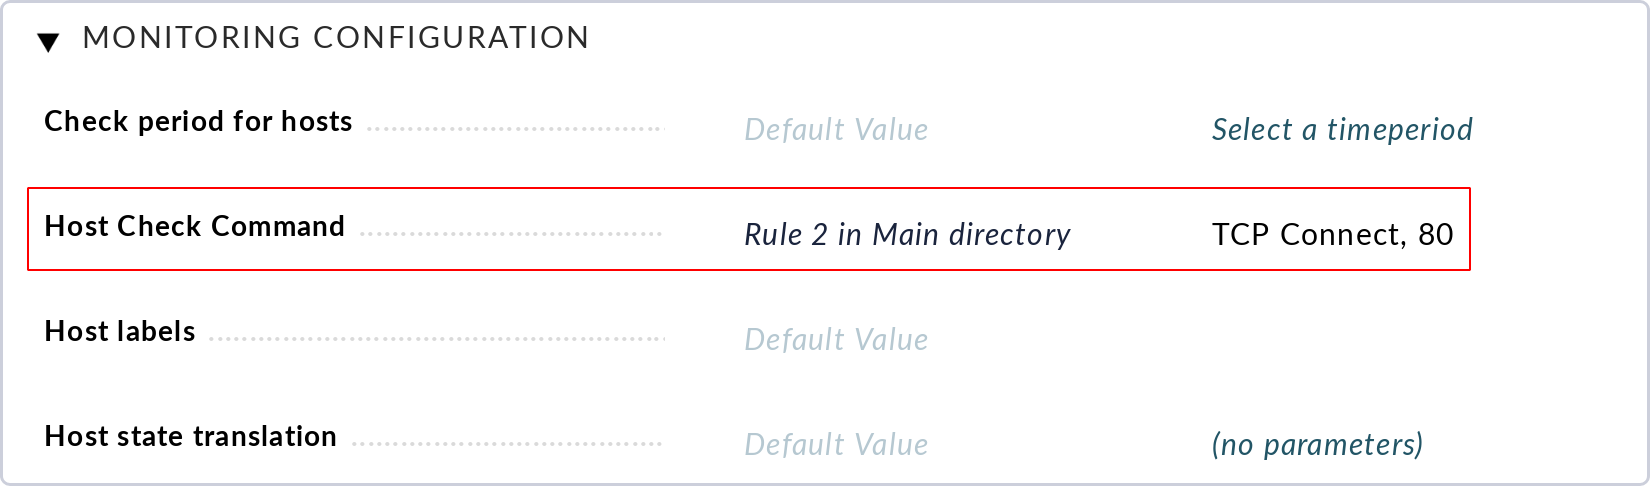 MONITORING CONFIGURATION
Check period for hosts Default Value Select a timeperiod
Host Check Command Rule 2 in Main directory TCP Connect, 80
Host labels Default Value
Host state translation Default Value (no parameters)